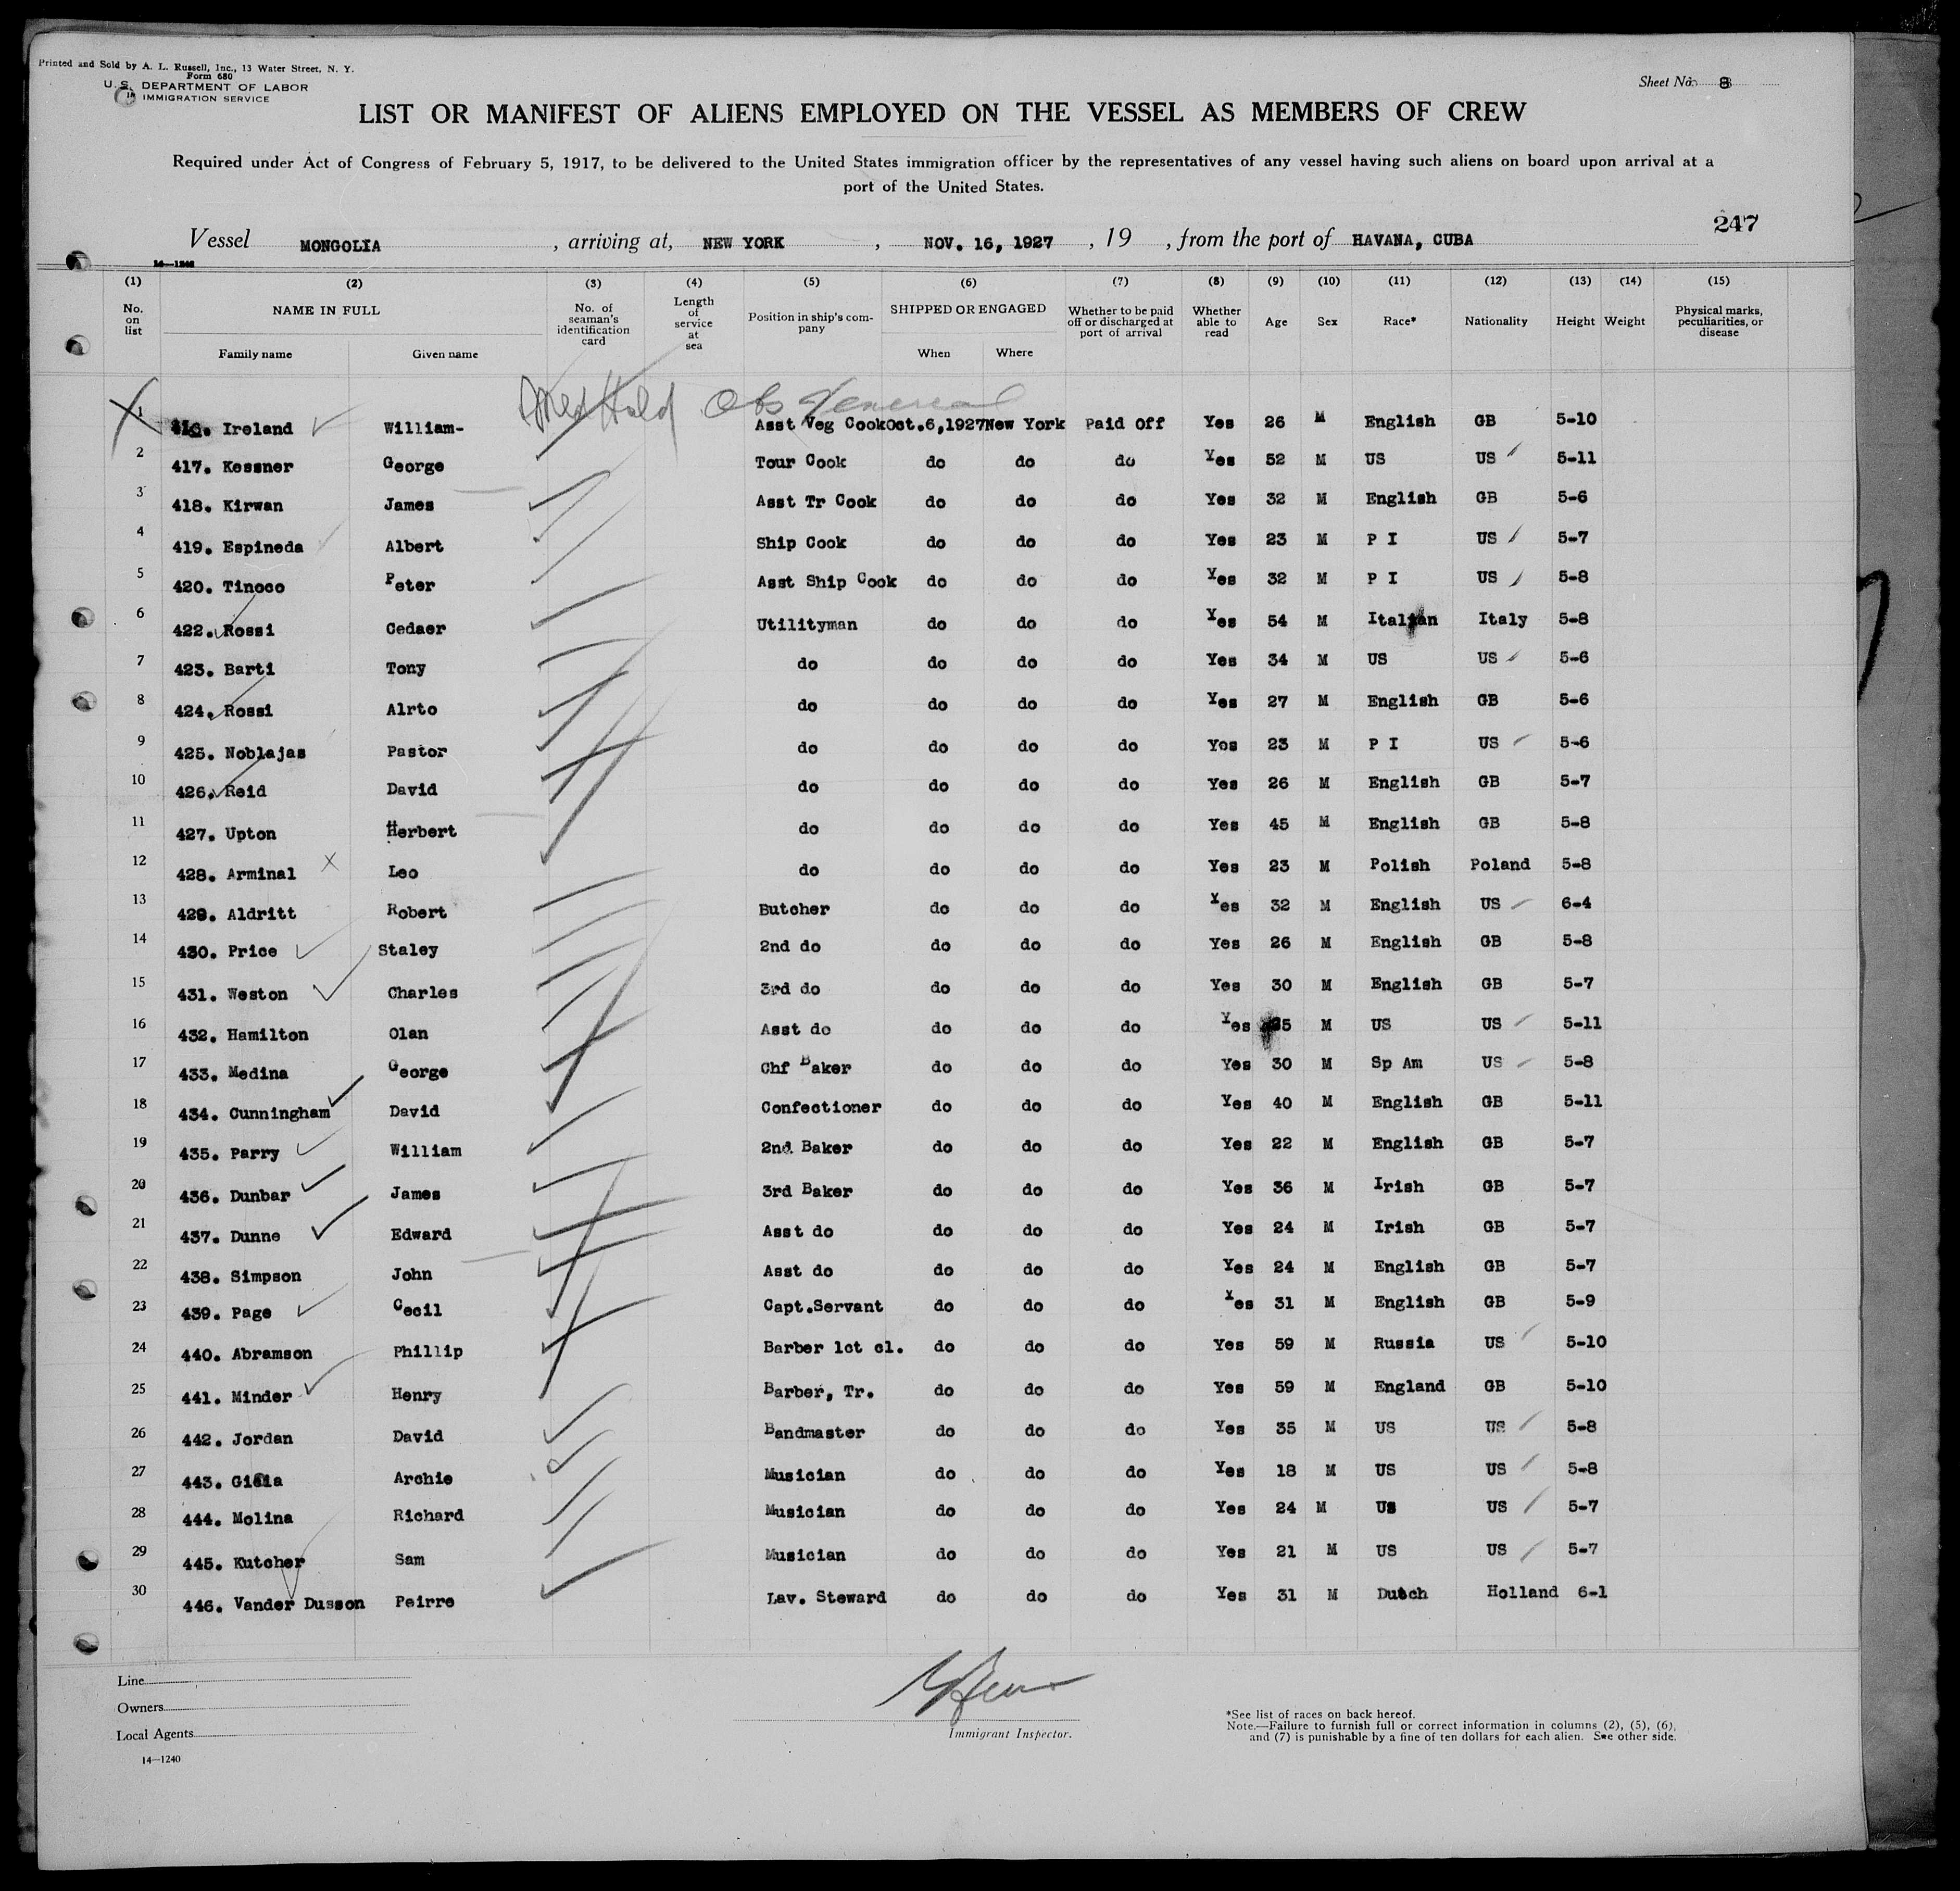 Printed and Sold by A. L. Russell, Inc., 13 Water Street, N. Y.
Form 680
U. S. DEPARTMENT OF LABOR
IMMIGRATION SERVICE
Sheet No. 8
LIST OR MANIFEST OF ALIENS EMPLOYED ON THE VESSEL AS MEMBERS OF CREW
Required under Act of Congress of February 5, 1917, to be delivered to the United States immigration officer by the representatives of any vessel having such aliens on board upon arrival at a
port of the United States.
247
Vessel MONGOLIA, arriving at, NEW YORK, NOV. 16, 1927, 19 , from the port of HAVANA, CUBA
14—1240
(1) (2) (3) (4) (5) (6) (7) (8) (9) (10) (11) (12) (13) (14) (15)
No. on list NAME IN FULL Family name Given name No. of seaman's identification card Length of service at sea Position in ship's company SHIPPED OR ENGAGED When Where Whether to be paid off or discharged at port of arrival Whether able to read Age Sex Race* Nationality Height Weight Physical marks, peculiarities, or disease
Held Obs General
1 416. Ireland William- Asst Veg Cook Oct.6,1927 New York Paid Off Yes 26 M English GB 5-10
2 417. Kessner George Tour Cook do do do Yes 52 M US US 5-11
3 418. Kirwan James Asst Tr Cook do do do Yes 32 M English GB 5-6
4 419. Espineda Albert Ship Cook do do do Yes 23 M P I US 5-7
5 420. Tinoco Peter Asst Ship Cook do do do Yes 32 M P I US 5-8
6 422. Rossi Cedaer Utilityman do do do Yes 54 M Italian Italy 5-8
7 423. Barti Tony do do do do Yes 34 M US US 5-6
8 424. Rossi Alrto do do do do Yes 27 M English GB 5-6
9 425. Noblajas Pastor do do do do Yes 23 M P I US 5-6
10 426. Reid David do do do do Yes 26 M English GB 5-7
11 427. Upton Herbert do do do do Yes 45 M English GB 5-8
12 428. Arminal Leo do do do do Yes 23 M Polish Poland 5-8
13 429. Aldritt Robert Butcher do do do Yes 32 M English US 6-4
14 430. Price Staley 2nd do do do do Yes 26 M English GB 5-8
15 431. Weston Charles 3rd do do do do Yes 30 M English GB 5-7
16 432. Hamilton Olan Asst do do do do Yes M US US 5-11
17 433. Medina George Chf Baker do do do Yes 30 M Sp Am US 5-8
18 434. Cunningham David Confectioner do do do Yes 40 M English GB 5-11
19 435. Parry William 2nd Baker do do do Yes 22 M English GB 5-7
20 436. Dunbar James 3rd Baker do do do Yes 36 M Irish GB 5-7
21 437. Dunne Edward Asst do do do do Yes 24 M Irish GB 5-7
22 438. Simpson John Asst do do do do Yes 24 M English GB 5-7
23 439. Page Cecil Capt.Servant do do do Yes 31 M English GB 5-9
24 440. Abramson Phillip Barber 1ct cl. do do do Yes 59 M Russia US 5-10
25 441. Minder Henry Barber, Tr. do do do Yes 59 M England GB 5-10
26 442. Jordan David Bandmaster do do do Yes 35 M US US 5-8
27 443. Archie Musician do do do Yes 18 M US US 5-8
28 444. Molina Richard Musician do do do Yes 24 M US US 5-7
29 445. Kutcher Sam Musician do do do Yes 21 M US US 5-7
30 446. Vander Dusson Peirre Lav. Steward do do do Yes 31 M Dutch Holland 6-1
Line
Owners
Local Agents
14—1240
Immigrant Inspector.
*See list of races on back hereof.
Note.—Failure to furnish full or correct information in columns (2), (5), (6),
and (7) is punishable by a fine of ten dollars for each alien. See other side.